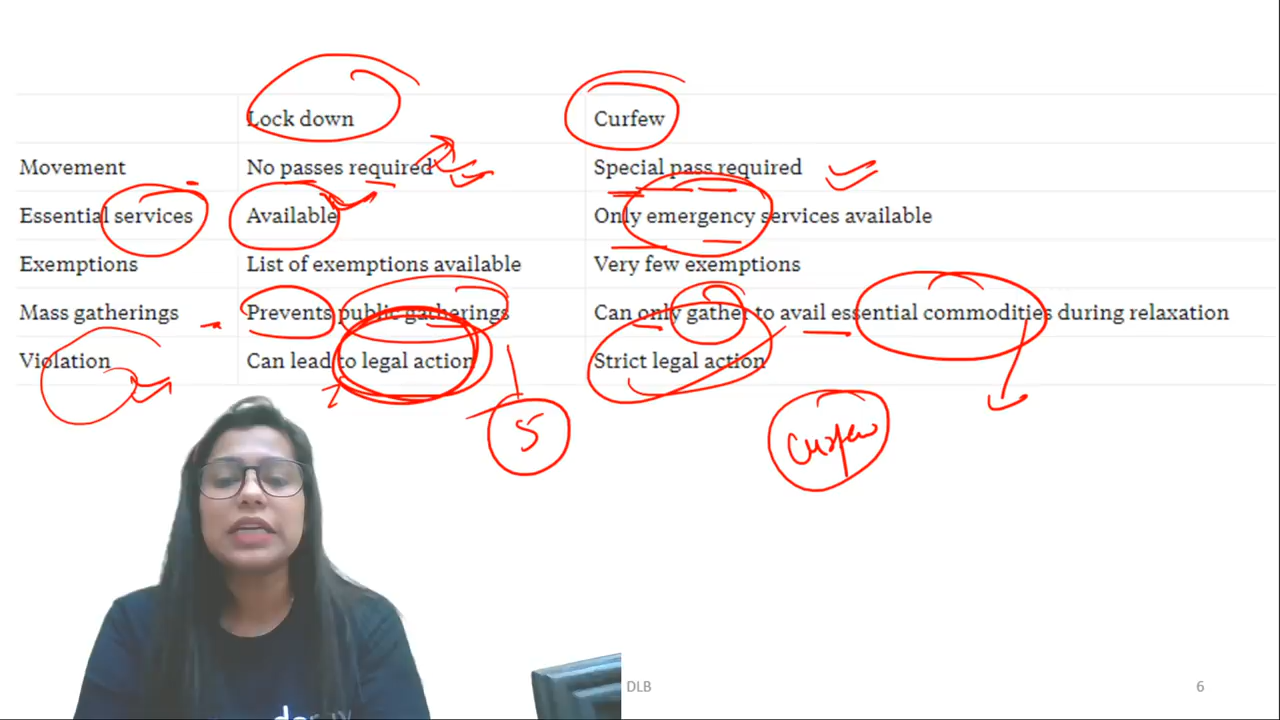 Lock down Curfew
Movement No passes required Special pass required
Essential services Available Only emergency services available
Exemptions List of exemptions available Very few exemptions
Mass gatherings Prevents public gatherings Can only gather to avail essential commodities during relaxation
Violation Can lead to legal action Strict legal action
5
Curfew
DLB 6